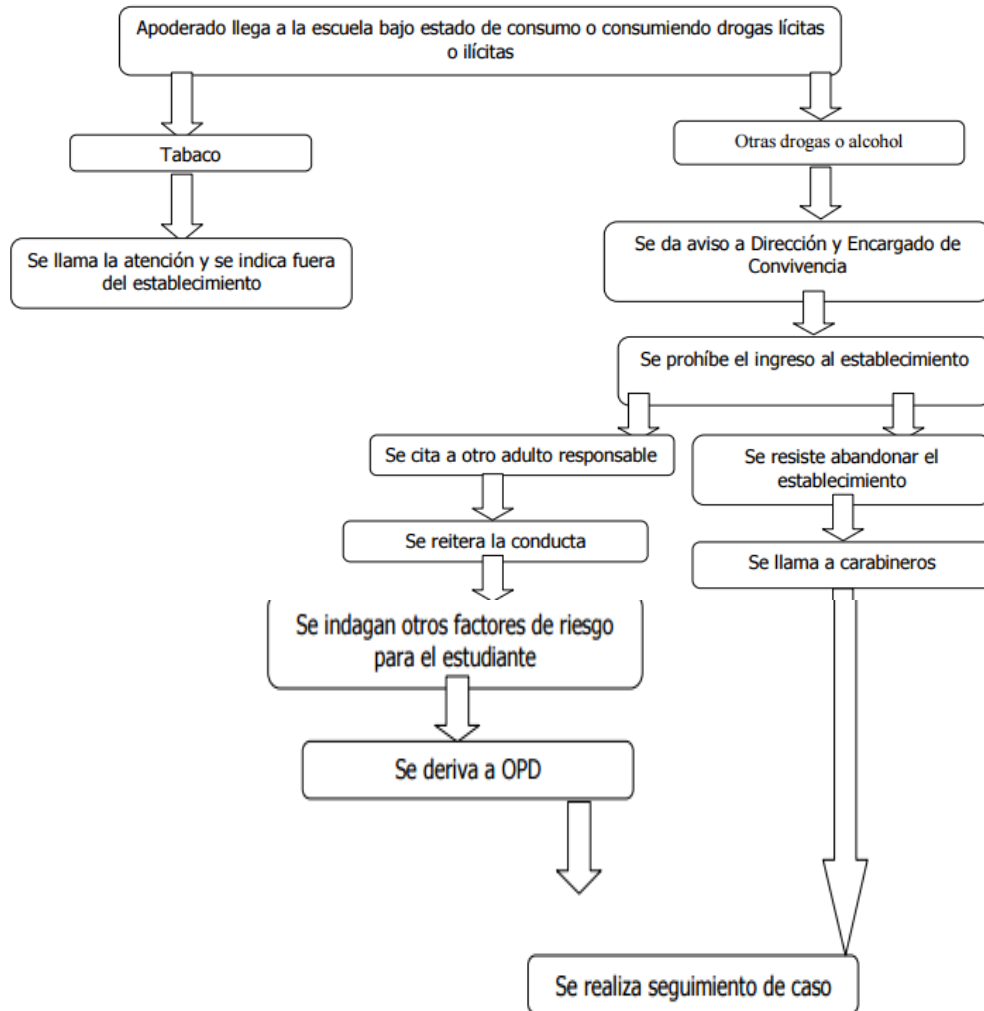 Apoderado llega a la escuela bajo estado de consumo o consumiendo drogas lícitas
o ilícitas
Tabaco
Otras drogas o alcohol
Se llama la atención y se indica fuera
del establecimiento
Se da aviso a Dirección y Encargado de
Convivencia
Se prohíbe el ingreso al establecimiento
Se cita a otro adulto responsable
Se resiste abandonar el
establecimiento
Se reitera la conducta
Se llama a carabineros
Se indagan otros factores de riesgo
para el estudiante
Se deriva a OPD
Se realiza seguimiento de caso